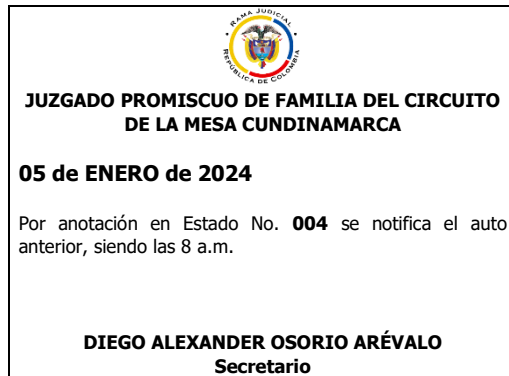 RAMA JUDICIAL
REPÚBLICA DE COLOMBIA
JUZGADO PROMISCUO DE FAMILIA DEL CIRCUITO
DE LA MESA CUNDINAMARCA
05 de ENERO de 2024
Por anotación en Estado No. 004 se notifica el auto
anterior, siendo las 8 a.m.
DIEGO ALEXANDER OSORIO ARÉVALO
Secretario